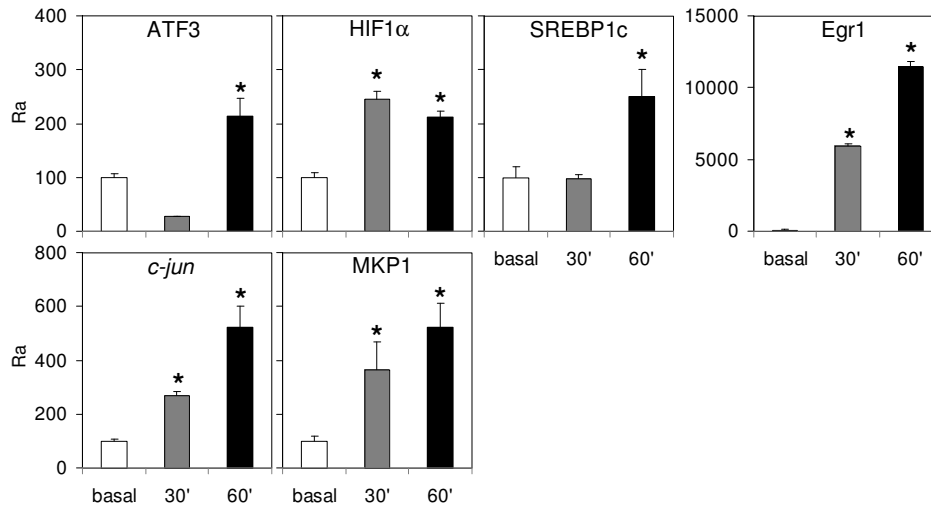 ATF3
HIF1α
SREBP1c
Egr1
400
300
200
100
0
Ra
*
*
*
*
15000
10000
5000
0
*
*
basal 30' 60'
basal 30' 60'
c-jun
MKP1
800
600
400
200
0
Ra
*
*
*
*
basal 30' 60'
basal 30' 60'